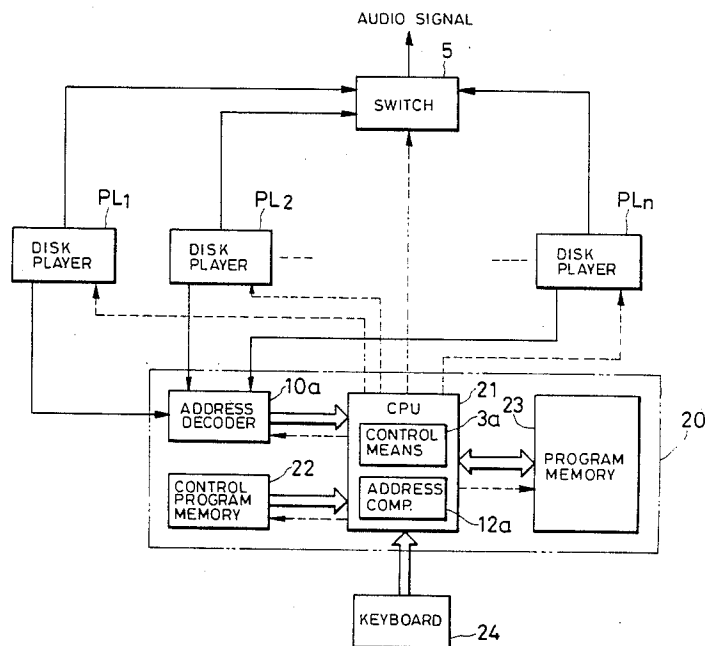 AUDIO SIGNAL
5
SWITCH
PL1
PL2
PLn
DISK
PLAYER
DISK
PLAYER
DISK
PLAYER
10a
21
ADDRESS
DECODER
CPU
3a
23
20
CONTROL
MEANS
PROGRAM
MEMORY
22
CONTROL
PROGRAM
MEMORY
ADDRESS
COMP.
12a
KEYBOARD
24